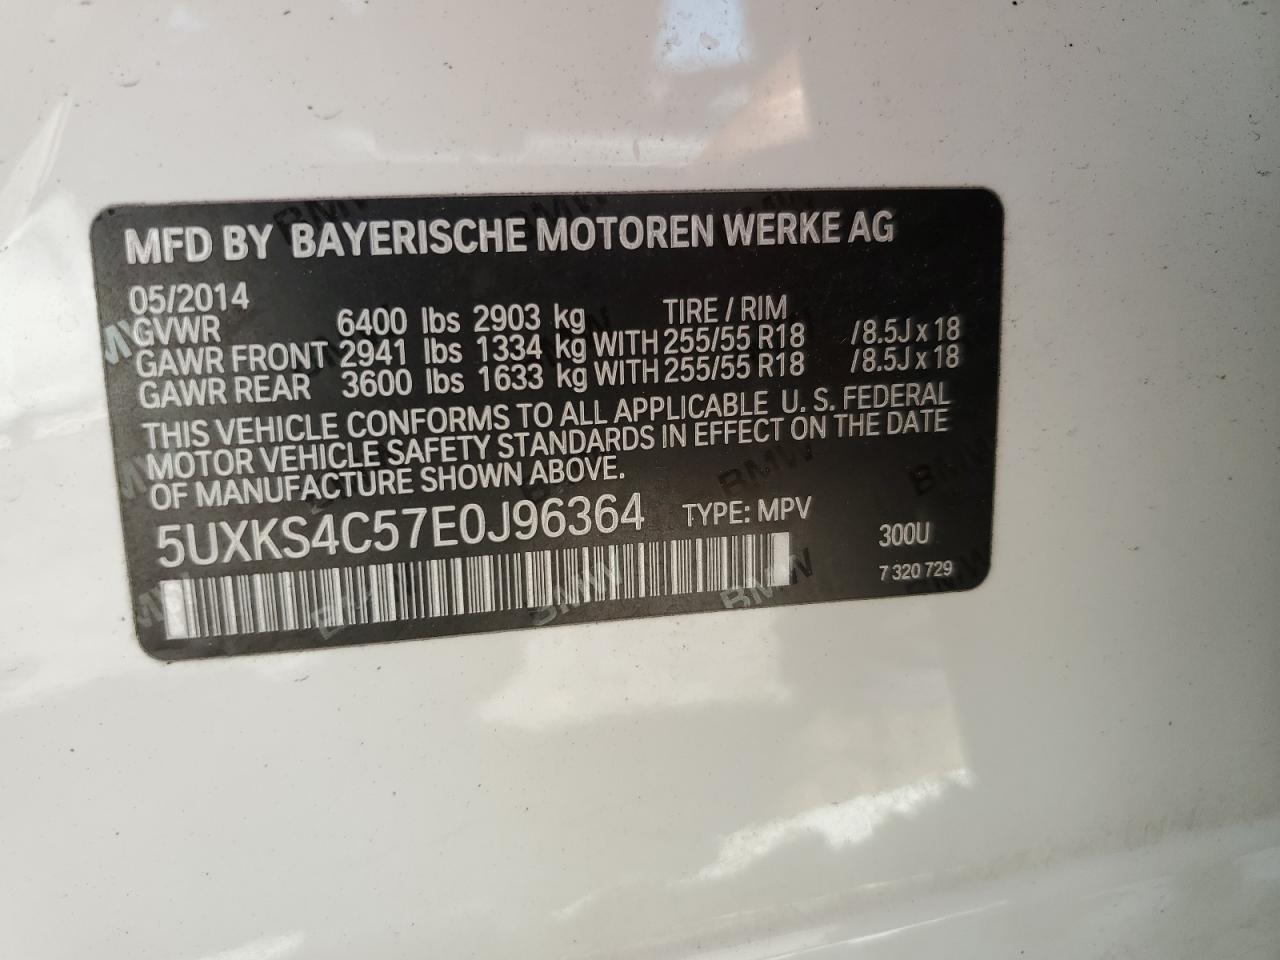 MFD BY BAYERISCHE MOTOREN WERKE AG
05/2014 TIRE / RIM
GVWR 6400 lbs 2903 kg
GAWR FRONT 2941 lbs 1334 kg WITH 255/55 R18 /8.5J x 18
GAWR REAR 3600 lbs 1633 kg WITH 255/55 R18 /8.5J x 18
THIS VEHICLE CONFORMS TO ALL APPLICABLE U. S. FEDERAL
MOTOR VEHICLE SAFETY STANDARDS IN EFFECT ON THE DATE
OF MANUFACTURE SHOWN ABOVE.
5UXKS4C57E0J96364 TYPE: MPV
300U
7 320 729